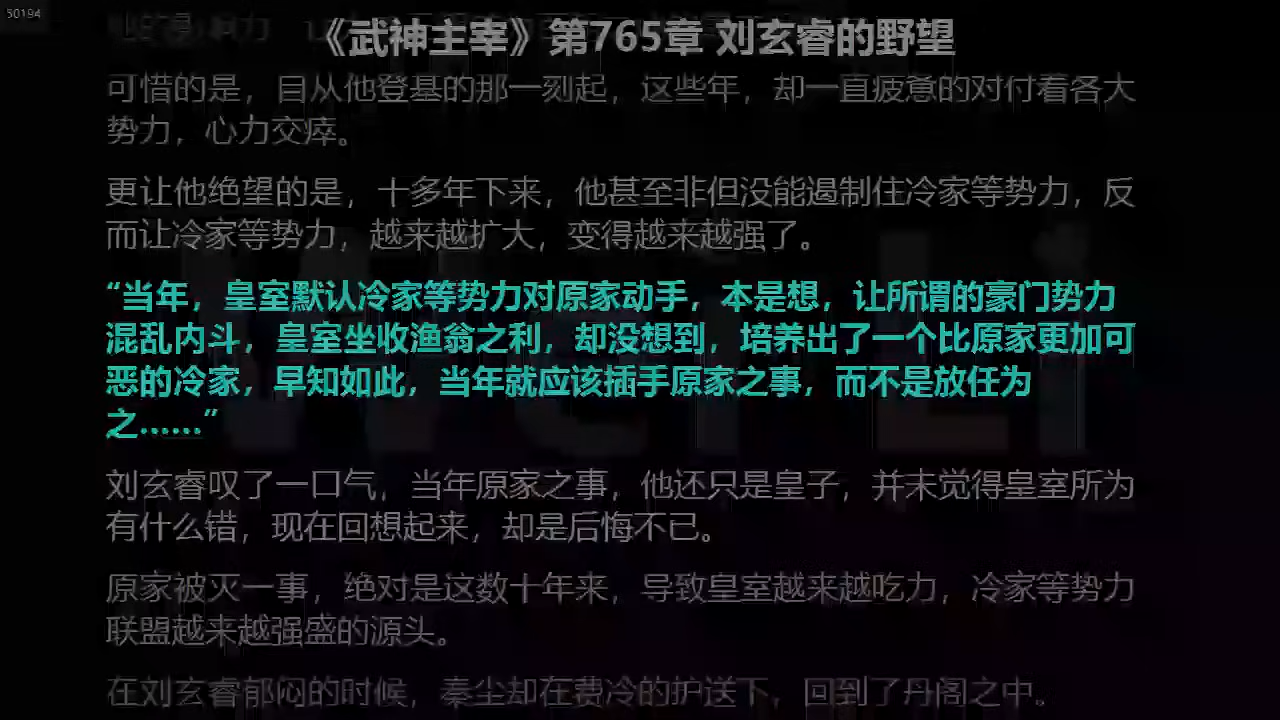 50194
《武神主宰》第765章 刘玄睿的野望
可惜的是，自从他登基的那一刻起，这些年，却一直疲惫的对付着各大
势力，心力交瘁。
更让他绝望的是，十多年下来，他甚至非但没能遏制住冷家等势力，反
而让冷家等势力，越来越扩大，变得越来越强了。
“当年，皇室默认冷家等势力对原家动手，本是想，让所谓的豪门势力
混乱内斗，皇室坐收渔翁之利，却没想到，培养出了一个比原家更加可
恶的冷家，早知如此，当年就应该插手原家之事，而不是放任为
之……”
刘玄睿叹了一口气，当年原家之事，他还只是皇子，并未觉得皇室所为
有什么错，现在回想起来，却是后悔不已。
原家被灭一事，绝对是这数十年来，导致皇室越来越吃力，冷家等势力
联盟越来越强盛的源头。
在刘玄睿郁闷的时候，秦尘却在费冷的护送下，回到了丹阁之中。